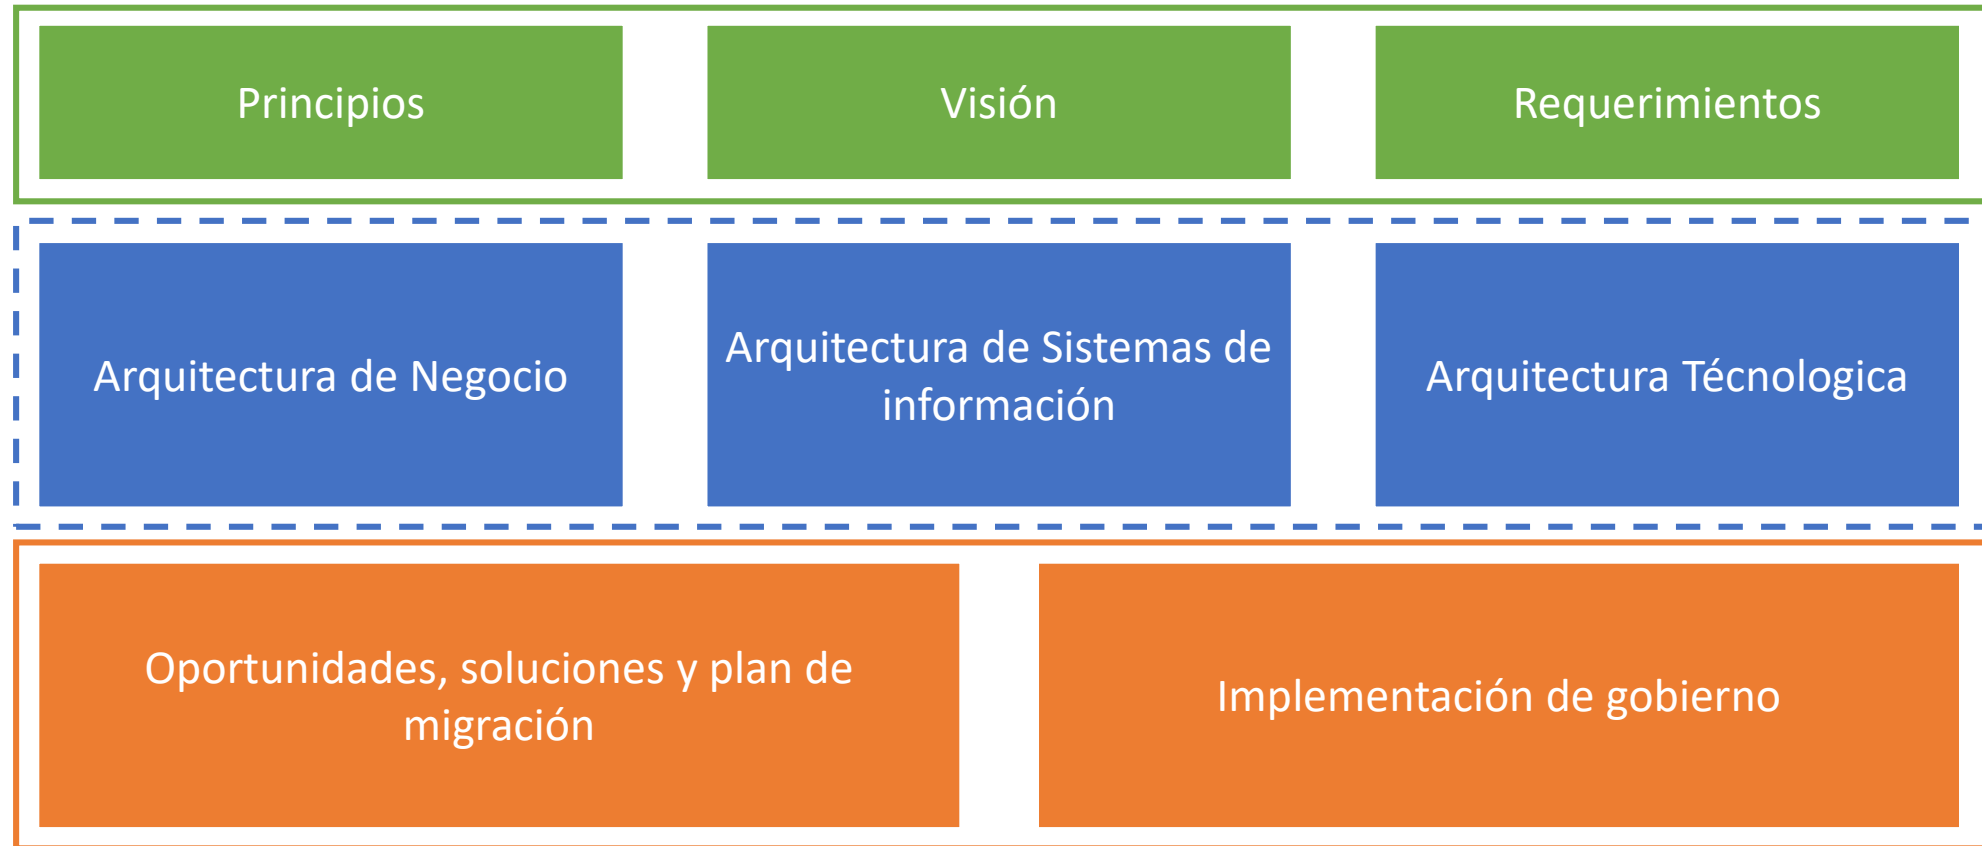 Principios
Visión
Requerimientos
Arquitectura de Negocio
Arquitectura de Sistemas de
información
Arquitectura Técnologica
Oportunidades, soluciones y plan de
migración
Implementación de gobierno